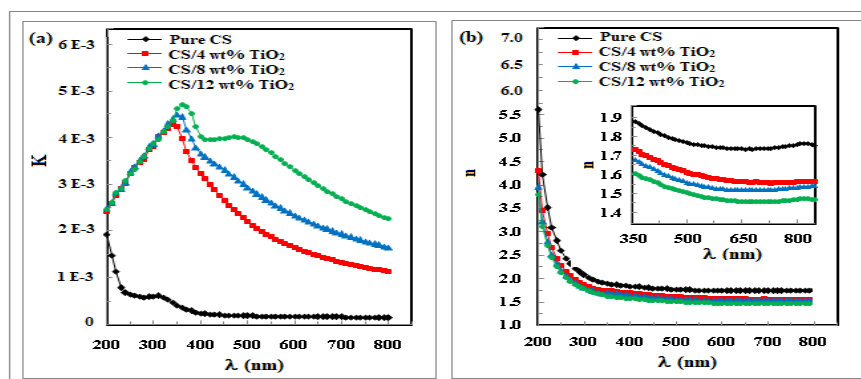 (a)
Pure CS
CS/4 wt% TiO₂
CS/8 wt% TiO₂
CS/12 wt% TiO₂
6 E-3
5 E-3
4 E-3
3 E-3
2 E-3
1 E-3
0
K
200 300 400 500 600 700 800
λ (nm)
(b)
Pure CS
CS/4 wt% TiO₂
CS/8 wt% TiO₂
CS/12 wt% TiO₂
7.0
6.5
6.0
5.5
5.0
4.5
4.0
3.5
3.0
2.5
2.0
1.5
1.0
n
1.9
1.8
1.7
1.6
1.5
1.4
n
350 500 650 800
λ (nm)
200 300 400 500 600 700 800
λ (nm)